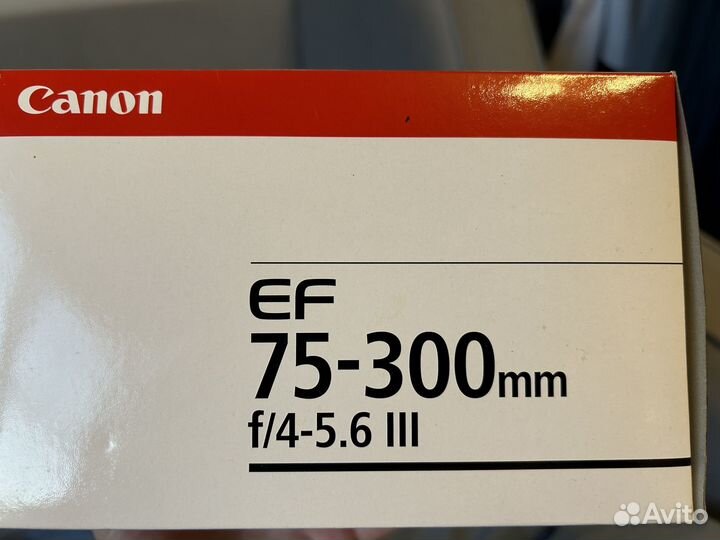 Canon
EF
75-300mm
f/4-5.6 III
Avito